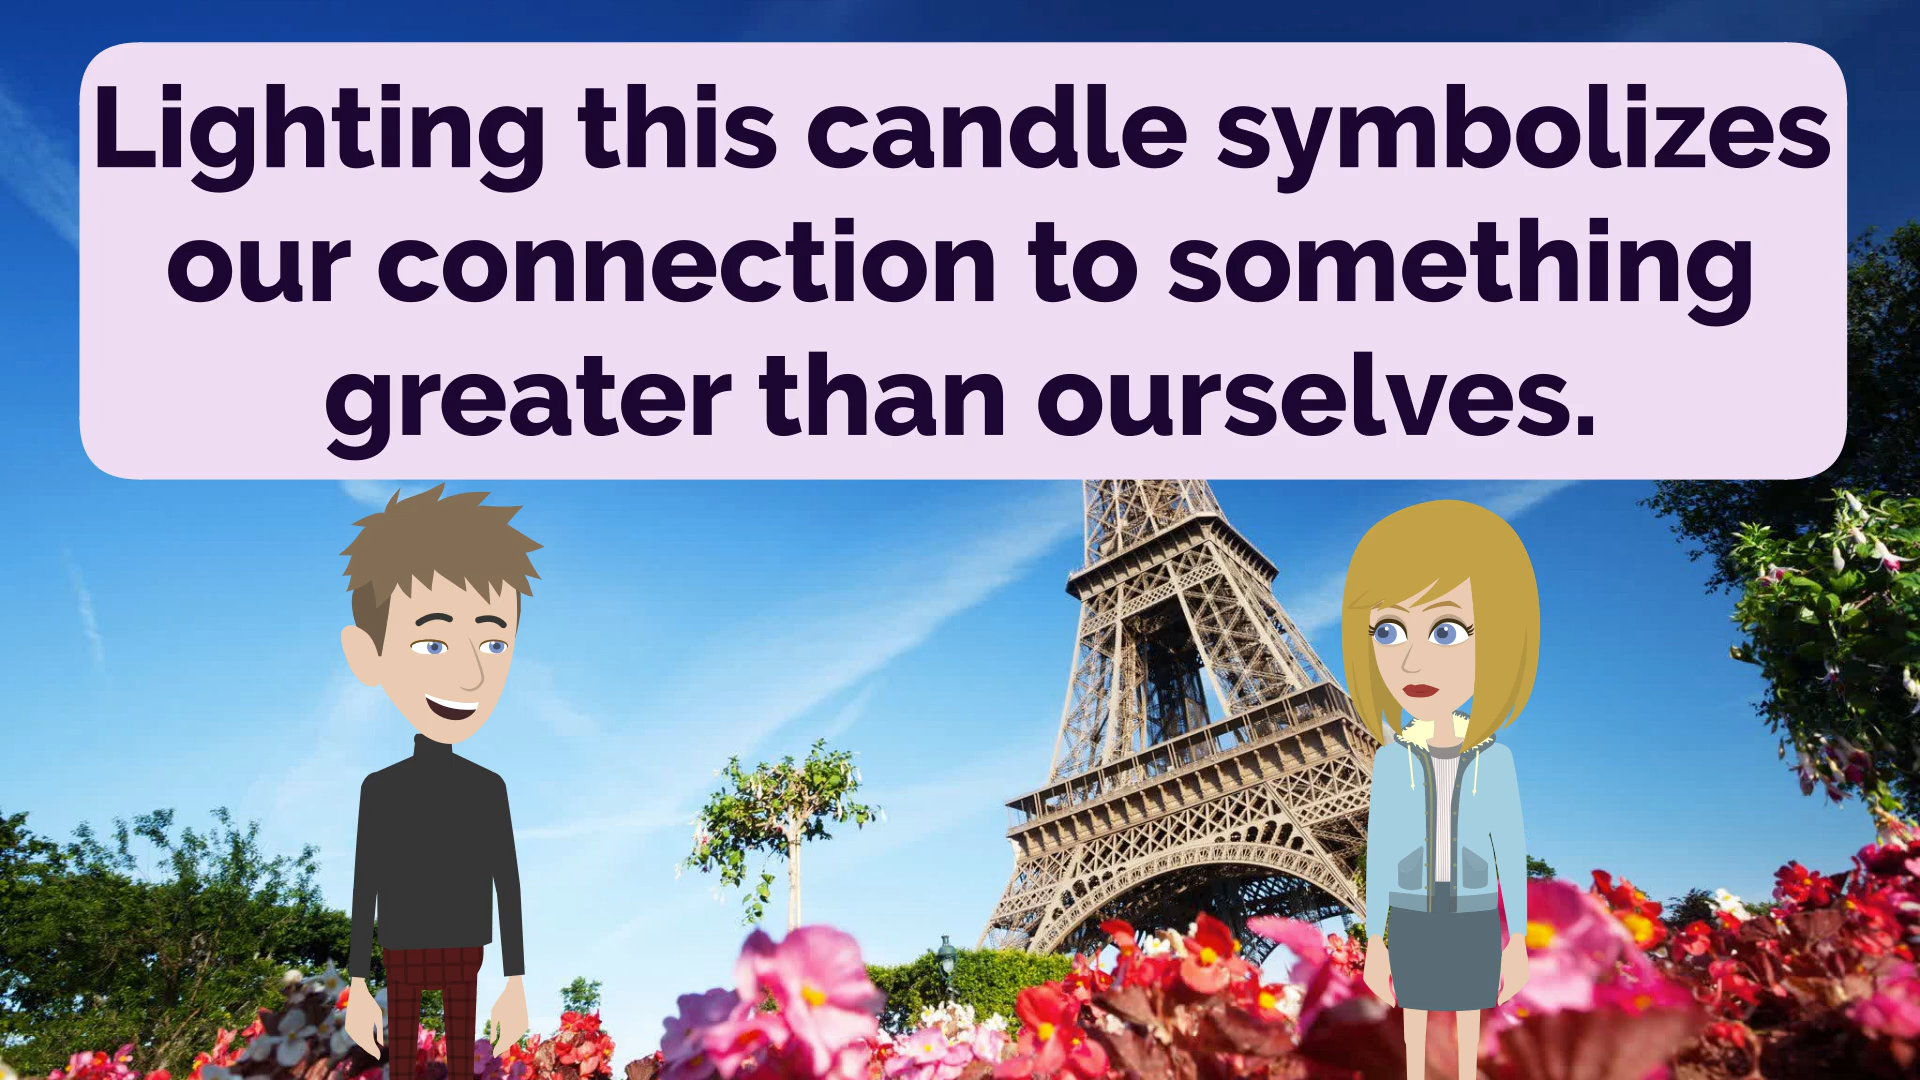 Lighting this candle symbolizes
our connection to something
greater than ourselves.